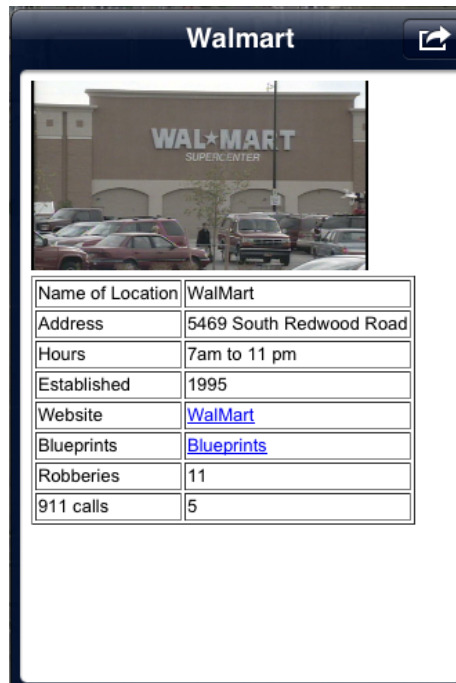 Walmart
WAL★MART
SUPERCENTER
Name of Location WalMart
Address 5469 South Redwood Road
Hours 7am to 11 pm
Established 1995
Website WalMart
Blueprints Blueprints
Robberies 11
911 calls 5